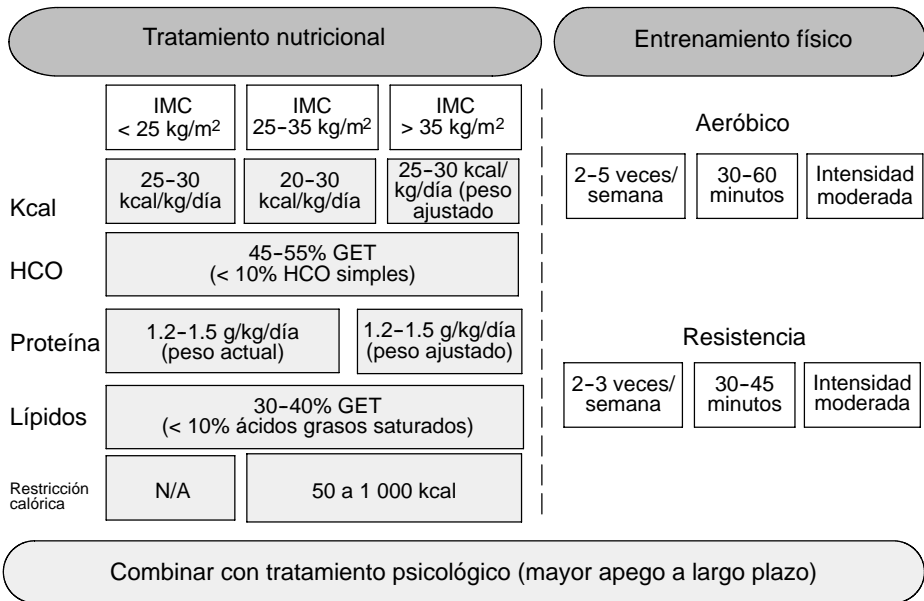 Tratamiento nutricional
Entrenamiento físico
IMC
< 25 kg/m²
IMC
25–35 kg/m²
IMC
> 35 kg/m²
Kcal
25–30
kcal/kg/día
20–30
kcal/kg/día
25–30 kcal/
kg/día (peso
ajustado
HCO
45–55% GET
(< 10% HCO simples)
Proteína
1.2–1.5 g/kg/día
(peso actual)
1.2–1.5 g/kg/día
(peso ajustado)
Lípidos
30–40% GET
(< 10% ácidos grasos saturados)
Restricción
calórica
N/A
50 a 1 000 kcal
Aeróbico
2–5 veces/
semana
30–60
minutos
Intensidad
moderada
Resistencia
2–3 veces/
semana
30–45
minutos
Intensidad
moderada
Combinar con tratamiento psicológico (mayor apego a largo plazo)